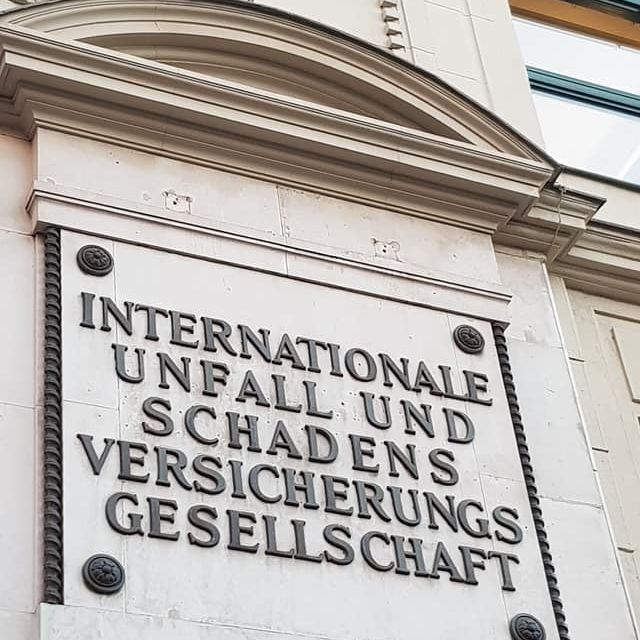 INTERNATIONALE
UNFALL UND
SCHADENS
VERSICHERUNGS
GESELLSCHAFT